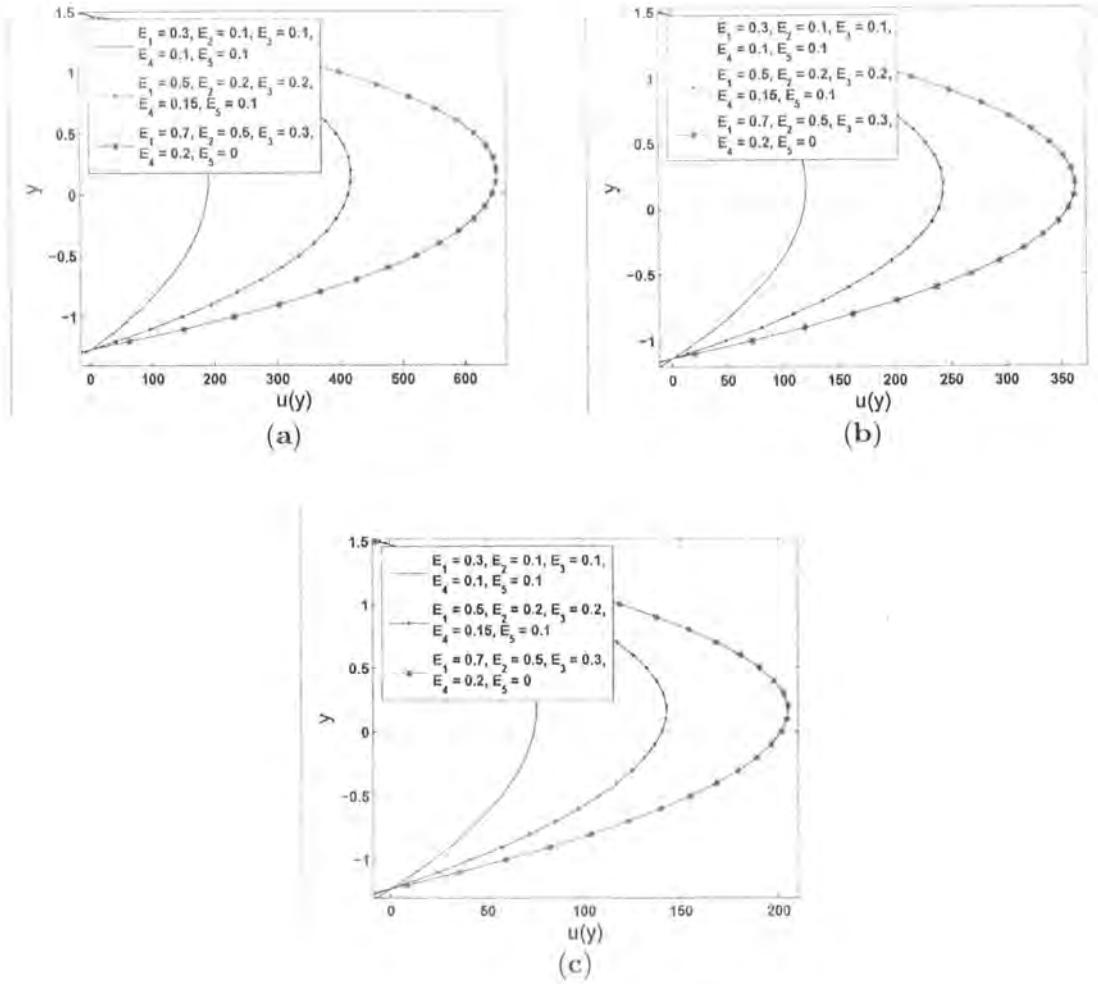 1.5
E1 = 0.3, E2 = 0.1, E3 = 0.1,
E4 = 0.1, E5 = 0.1
1
E1 = 0.5, E2 = 0.2, E3 = 0.2,
E4 = 0.15, E5 = 0.1
0.5
E1 = 0.7, E2 = 0.5, E3 = 0.3,
E4 = 0.2, E5 = 0
y
0
−0.5
−1
0 100 200 300 400 500 600
u(y)
(a)
1.5
E1 = 0.3, E2 = 0.1, E3 = 0.1,
E4 = 0.1, E5 = 0.1
1
E1 = 0.5, E2 = 0.2, E3 = 0.2,
E4 = 0.15, E5 = 0.1
0.5
E1 = 0.7, E2 = 0.5, E3 = 0.3,
E4 = 0.2, E5 = 0
y
0
−0.5
−1
0 50 100 150 200 250 300 350
u(y)
(b)
1.5
E1 = 0.3, E2 = 0.1, E3 = 0.1,
E4 = 0.1, E5 = 0.1
1
E1 = 0.5, E2 = 0.2, E3 = 0.2,
E4 = 0.15, E5 = 0.1
0.5
E1 = 0.7, E2 = 0.5, E3 = 0.3,
E4 = 0.2, E5 = 0
y
0
−0.5
−1
0 50 100 150 200
u(y)
(c)